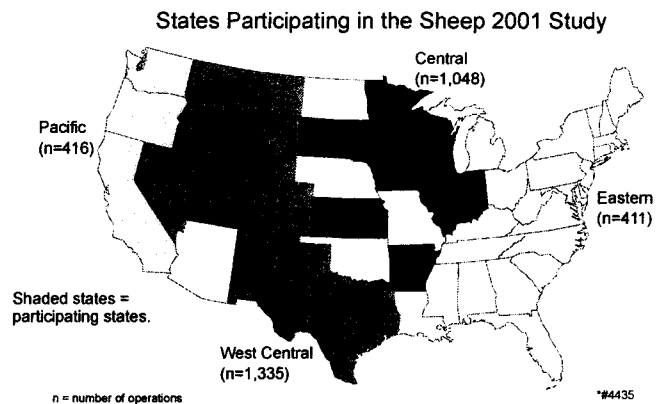 States Participating in the Sheep 2001 Study
Central
(n=1,048)
Pacific
(n=416)
Eastern
(n=411)
Shaded states =
participating states.
West Central
(n=1,335)
n = number of operations
*#4435